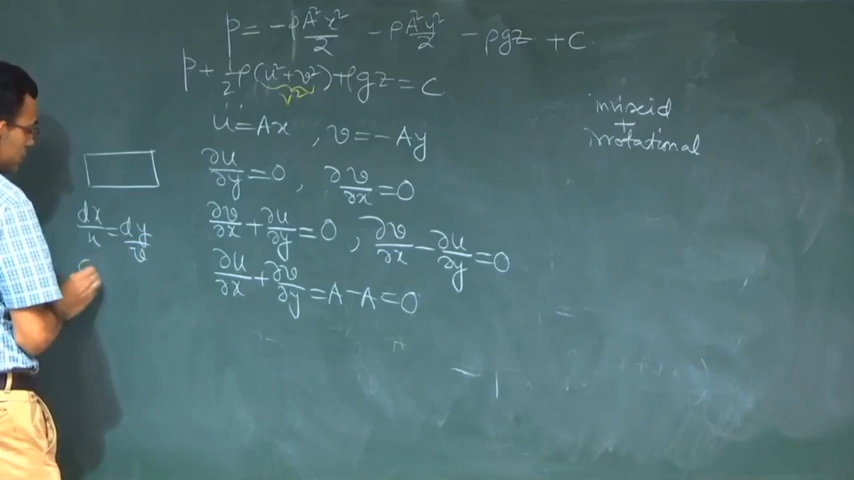 p = -ρA²x²/2 - ρA²y²/2 - ρgz + C
p + 1/2 ρ(u²+v²) + ρgz = C
V²
u = Ax , v = -Ay
∂u/∂y = 0 , ∂v/∂x = 0
∂v/∂x + ∂u/∂y = 0 , ∂v/∂x - ∂u/∂y = 0
∂u/∂x + ∂v/∂y = A - A = 0
inviscid
+
irrotational
dx/u = dy/v